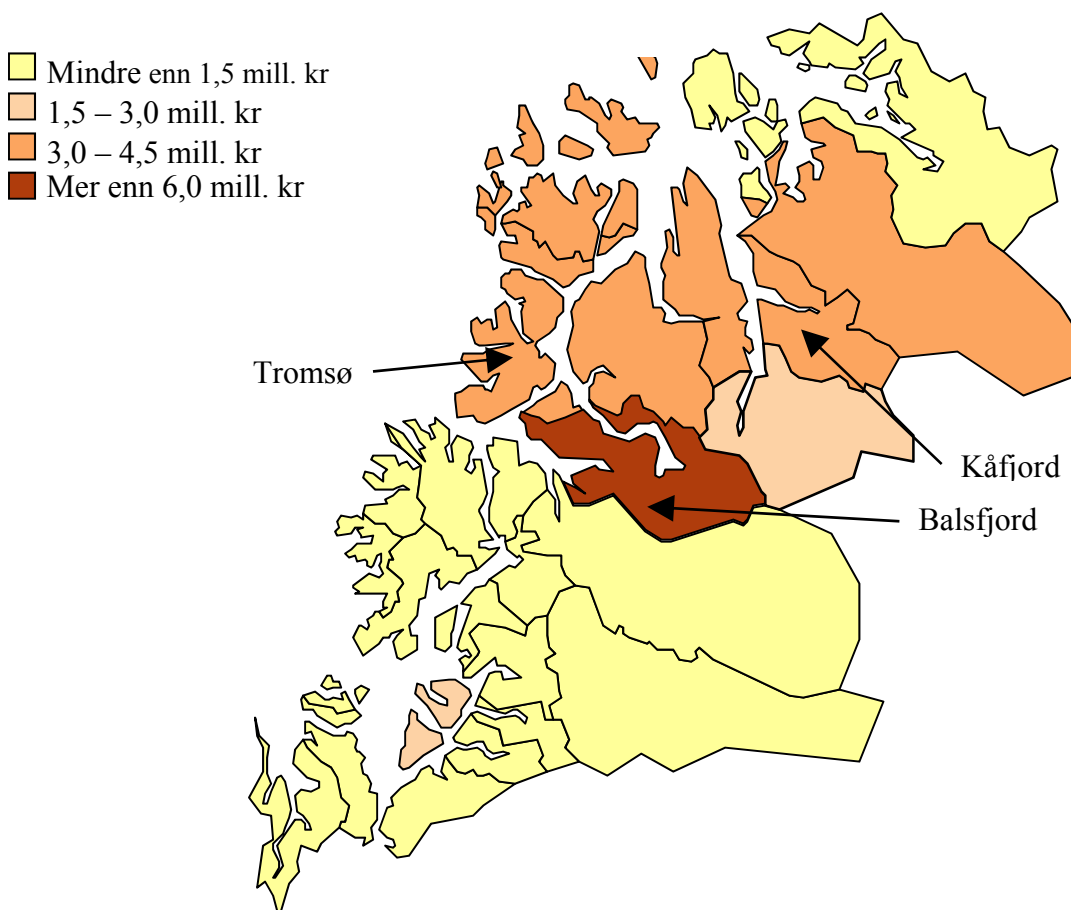 Mindre enn 1,5 mill. kr
1,5 – 3,0 mill. kr
3,0 – 4,5 mill. kr
Mer enn 6,0 mill. kr
Tromsø
Kåfjord
Balsfjord